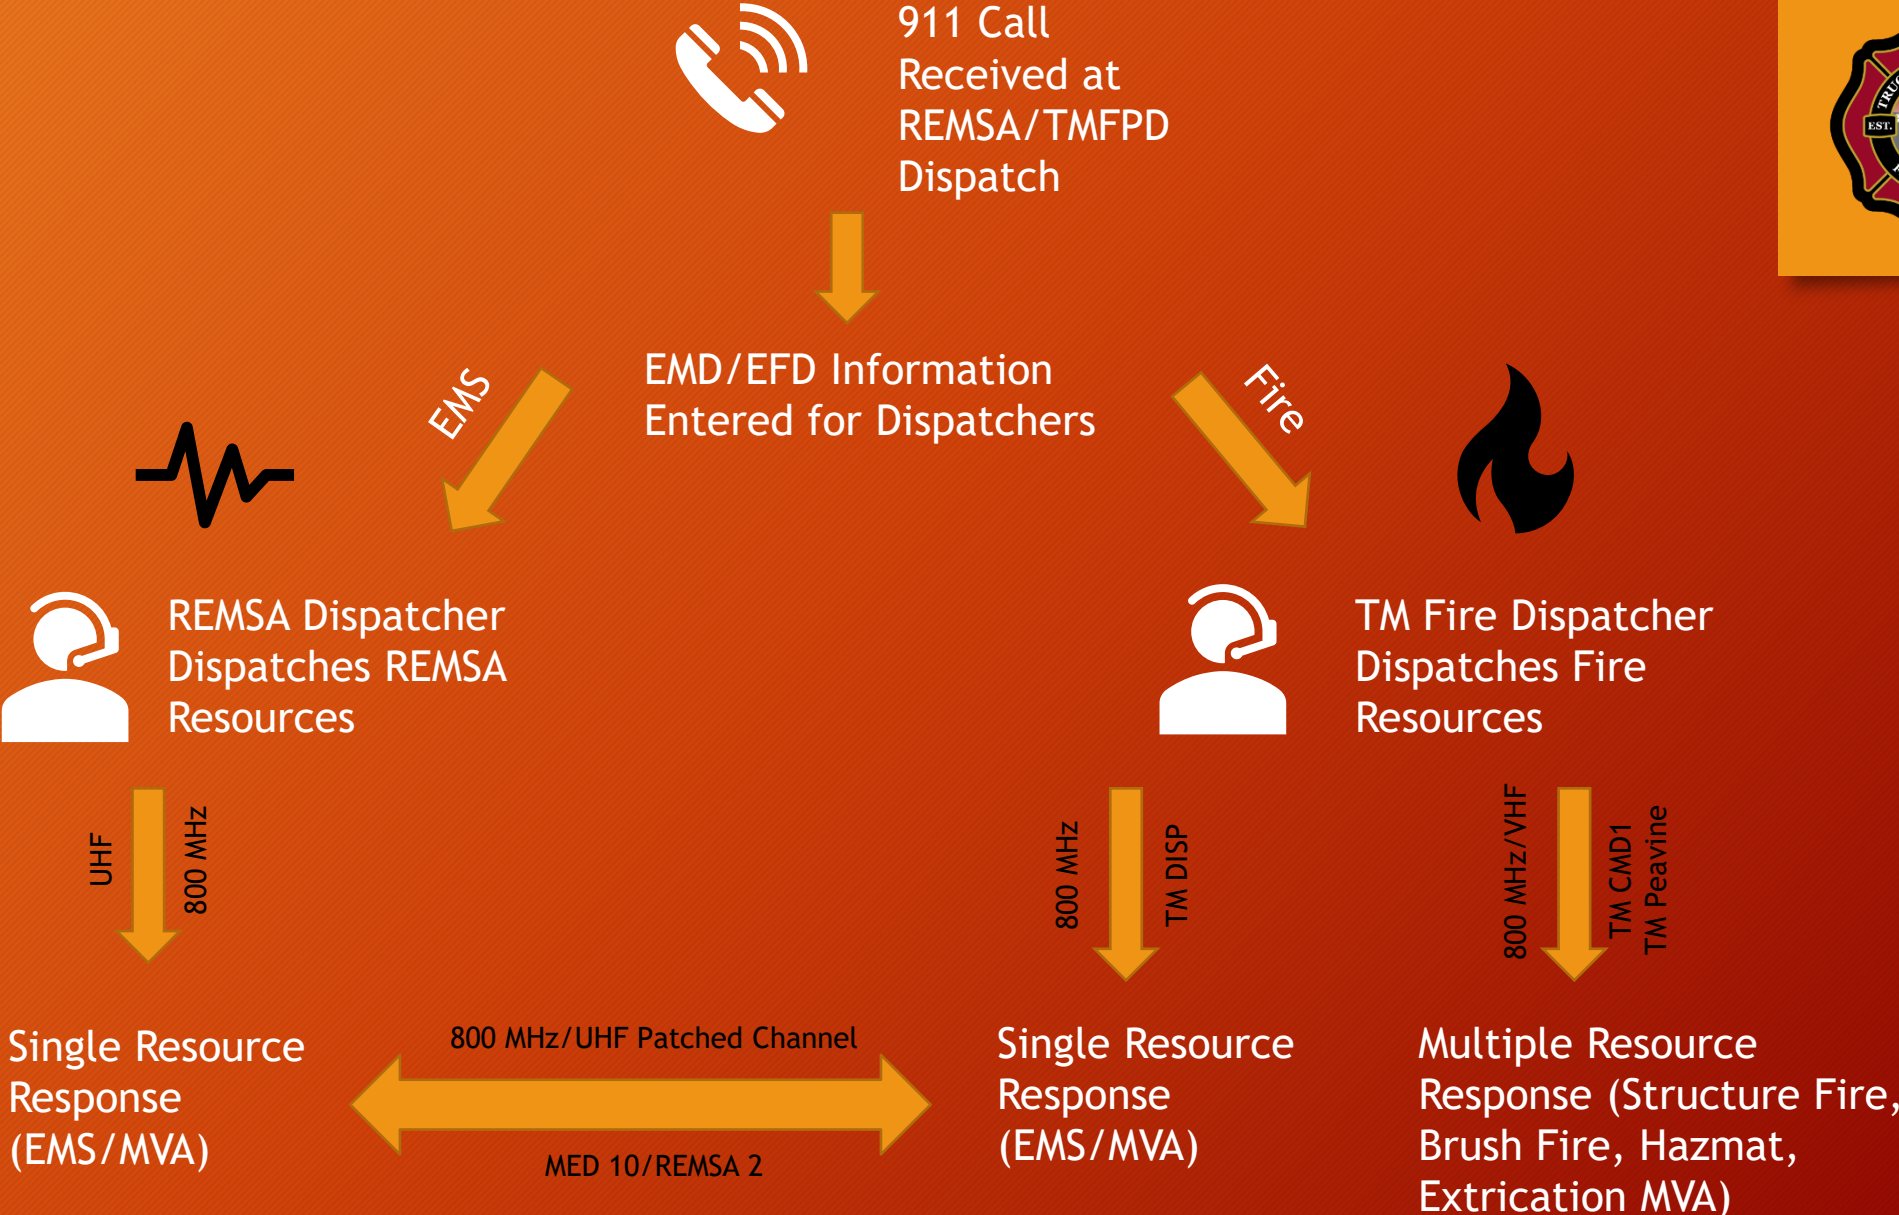 911 Call
Received at
REMSA/TMFPD
Dispatch
EST.
EMD/EFD Information
Entered for Dispatchers
EMS
Fire
REMSA Dispatcher
Dispatches REMSA
Resources
TM Fire Dispatcher
Dispatches Fire
Resources
UHF
800 MHz
800 MHz
TM DISP
800 MHz/VHF
TM CMD1
TM Peavine
Single Resource
Response
(EMS/MVA)
800 MHz/UHF Patched Channel
MED 10/REMSA 2
Single Resource
Response
(EMS/MVA)
Multiple Resource
Response (Structure Fire,
Brush Fire, Hazmat,
Extrication MVA)